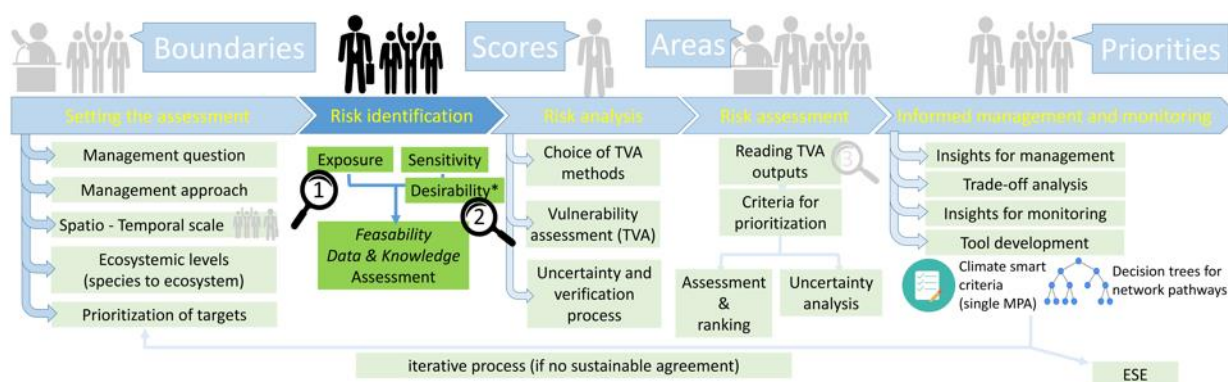 Boundaries
Scores
Areas
Priorities
Setting the assessment
Risk identification
Risk analysis
Risk assessment
Informed management and monitoring
Management question
Management approach
Spatio - Temporal scale
Ecosystemic levels
(species to ecosystem)
Prioritization of targets
Exposure
Sensitivity
1
Desirability*
2
Feasability
Data & Knowledge
Assessment
Choice of TVA
methods
Vulnerability
assessment (TVA)
Uncertainty and
verification
process
Reading TVA
outputs
3
Criteria for
prioritization
Assessment
&
ranking
Uncertainty
analysis
Insights for management
Trade-off analysis
Insights for monitoring
Tool development
Climate smart
criteria
(single MPA)
Decision trees for
network pathways
iterative process (if no sustainable agreement)
ESE